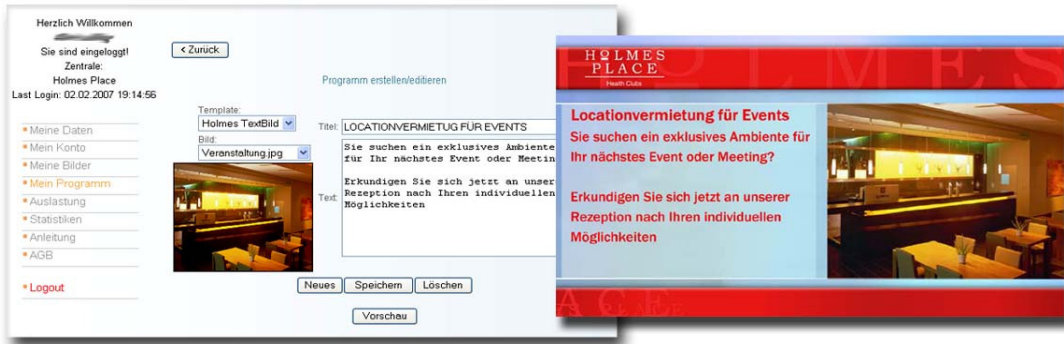 Herzlich Willkommen
Sie sind eingeloggt!
Zentrale:
Holmes Place
Last Login: 02.02.2007 19:14:56
Meine Daten
Mein Konto
Meine Bilder
Mein Programm
Auslastung
Statistiken
Anleitung
AGB
Logout
< Zurück
Programm erstellen/editieren
Template:
Holmes TextBild
Bild:
Veranstaltung.jpg
Titel: LOCATIONVERMIETUG FÜR EVENTS
Text:
Sie suchen ein exklusives Ambiente
für Ihr nächstes Event oder Meetin
Erkundigen Sie sich jetzt an unser
Rezeption nach Ihren individuellen
Möglichkeiten
Neues Speichern Löschen
Vorschau
HOLMES
HOLMES
PLACE
Health Clubs
Locationvermietung für Events
Sie suchen ein exklusives Ambiente für
Ihr nächstes Event oder Meeting?
Erkundigen Sie sich jetzt an unserer
Rezeption nach Ihren individuellen
Möglichkeiten